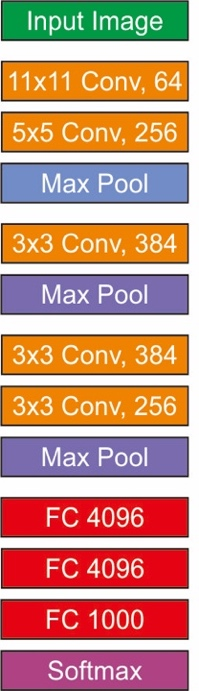 Input Image
11x11 Conv, 64
5x5 Conv, 256
Max Pool
3x3 Conv, 384
Max Pool
3x3 Conv, 384
3x3 Conv, 256
Max Pool
FC 4096
FC 4096
FC 1000
Softmax